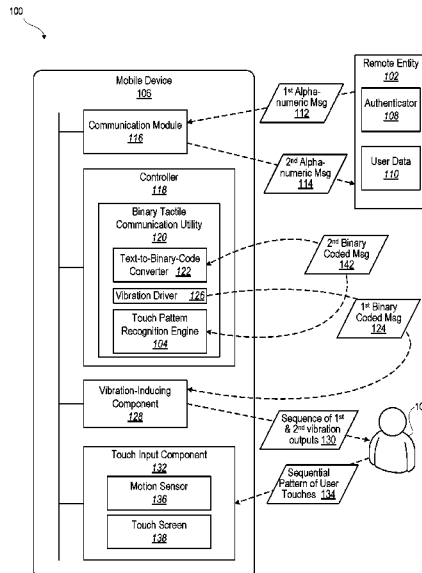 100
Mobile Device
106
Communication Module
116
Controller
118
Binary Tactile
Communication Utility
120
Text-to-Binary-Code
Converter 122
Vibration Driver 126
Touch Pattern
Recognition Engine
104
Vibration-Inducing
Component
128
Touch Input Component
132
Motion Sensor
136
Touch Screen
138
1st Alpha-
numeric Msg
112
2nd Alpha-
numeric Msg
114
Remote Entity
102
Authenticator
108
User Data
110
2nd Binary
Coded Msg
142
1st Binary
Coded Msg
124
Sequence of 1st
& 2nd vibration
outputs 130
Sequential
Pattern of User
Touches 134